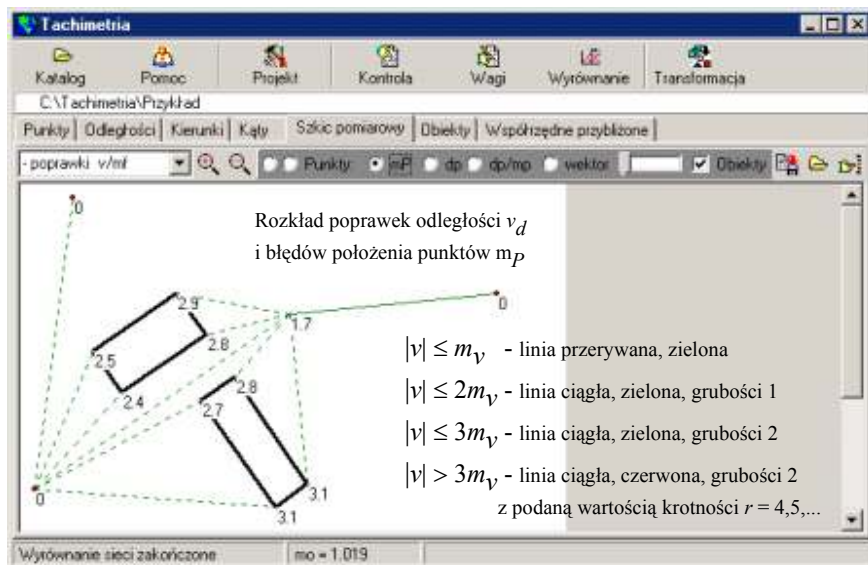 Tachimetria
Katalog Pomoc Projekt Kontrola Wagi Wyrównanie Transformacja
C:\Tachimetria\Przykład
Punkty Odległości Kierunki Kąty Szkic pomiarowy Obiekty Współrzędne przybliżone
- poprawki v/mf Punkty mP dp dp/mp wektor Obiekty
0
Rozkład poprawek odległości v_d
i błędów położenia punktów m_P
2.9
0
1.7
2.8
|v| ≤ m_v - linia przerywana, zielona
2.5
2.8
|v| ≤ 2m_v - linia ciągła, zielona, grubości 1
2.4
2.7
|v| ≤ 3m_v - linia ciągła, zielona, grubości 2
|v| > 3m_v - linia ciągła, czerwona, grubości 2
0
3.1
z podaną wartością krotności r = 4,5,...
3.1
Wyrównanie sieci zakończone mo = 1.019